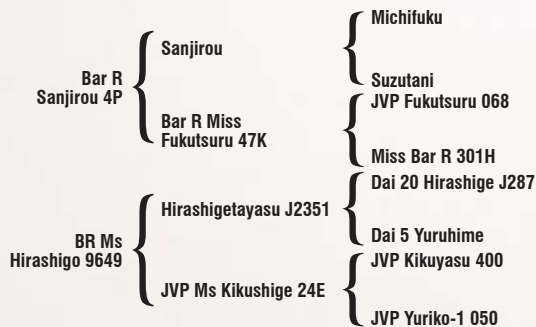 Bar R
Sanjirou 4P
Sanjirou
Michifuku
Suzutani
Bar R Miss
Fukutsuru 47K
JVP Fukutsuru 068
Miss Bar R 301H
BR Ms
Hirashigo 9649
Hirashigetayasu J2351
Dai 20 Hirashige J287
Dai 5 Yuruhime
JVP Ms Kikushige 24E
JVP Kikuyasu 400
JVP Yuriko-1 050